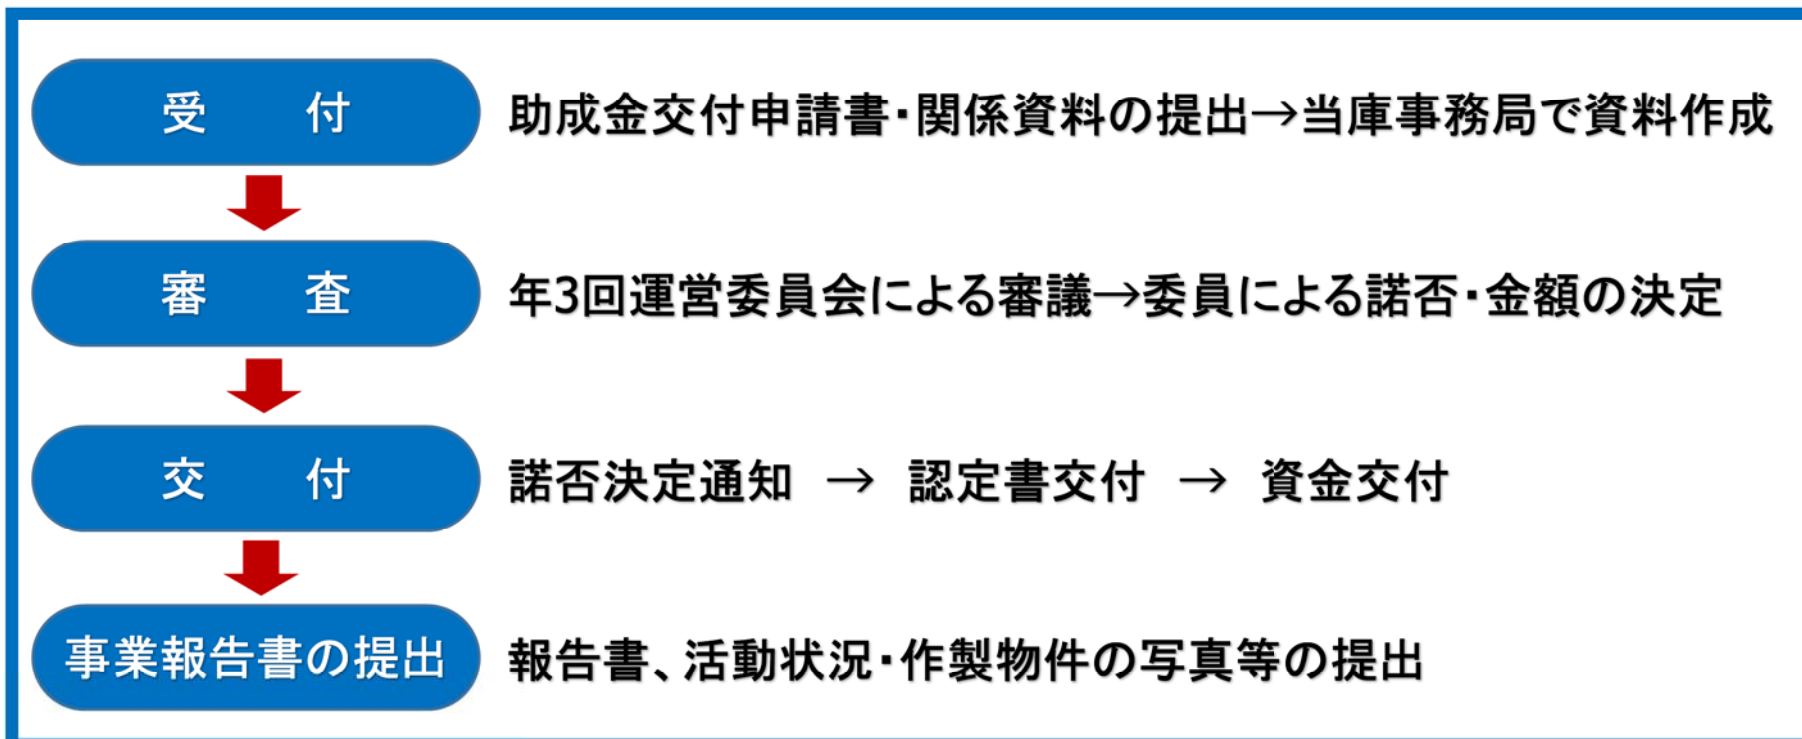 受　付
助成金交付申請書・関係資料の提出→当庫事務局で資料作成
審　査
年3回運営委員会による審議→委員による諾否・金額の決定
交　付
諾否決定通知　→　認定書交付　→　資金交付
事業報告書の提出
報告書、活動状況・作製物件の写真等の提出